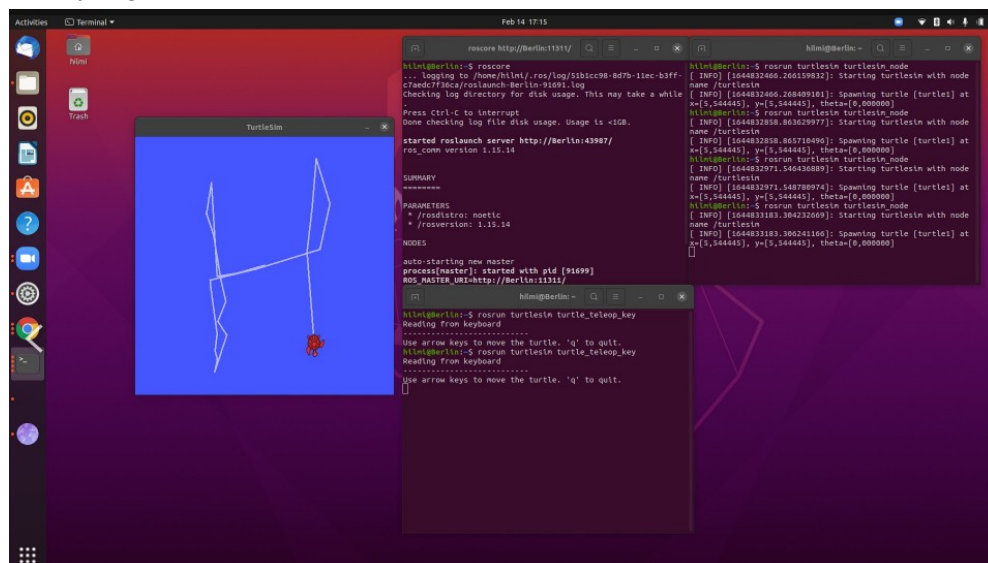 Activities
Terminal
Feb 14 17:15
hilmi
Trash
TurtleSim
roscore http://Berlin:11311/
hilmi@Berlin:~$ roscore
... logging to /home/hilmi/.ros/log/51b1cc98-8d7b-11ec-b3ff-
c7aedc7f36ca/roslaunch-Berlin-91691.log
Checking log directory for disk usage. This may take a while
.
Press Ctrl-C to interrupt
Done checking log file disk usage. Usage is <1GB.
started roslaunch server http://Berlin:43987/
ros_comm version 1.15.14
SUMMARY
========
PARAMETERS
* /rosdistro: noetic
* /rosversion: 1.15.14
NODES
auto-starting new master
process[master]: started with pid [91699]
ROS_MASTER_URI=http://Berlin:11311/
hilmi@Berlin: ~
hilmi@Berlin:~$ rosrun turtlesim turtlesim_node
[ INFO] [1644832466.266159832]: Starting turtlesim with node
name /turtlesim
[ INFO] [1644832466.268409101]: Spawning turtle [turtle1] at
x=[5,544445], y=[5,544445], theta=[0,000000]
hilmi@Berlin:~$ rosrun turtlesim turtlesim_node
[ INFO] [1644832858.863629977]: Starting turtlesim with node
name /turtlesim
[ INFO] [1644832858.865716496]: Spawning turtle [turtle1] at
x=[5,544445], y=[5,544445], theta=[0,000000]
hilmi@Berlin:~$ rosrun turtlesim turtlesim_node
[ INFO] [1644832971.546436889]: Starting turtlesim with node
name /turtlesim
[ INFO] [1644832971.548780974]: Spawning turtle [turtle1] at
x=[5,544445], y=[5,544445], theta=[0,000000]
hilmi@Berlin:~$ rosrun turtlesim turtlesim_node
[ INFO] [1644833183.304232669]: Starting turtlesim with node
name /turtlesim
[ INFO] [1644833183.306241166]: Spawning turtle [turtle1] at
x=[5,544445], y=[5,544445], theta=[0,000000]
hilmi@Berlin: ~
hilmi@Berlin:~$ rosrun turtlesim turtle_teleop_key
Reading from keyboard
---------------------------
Use arrow keys to move the turtle. 'q' to quit.
hilmi@Berlin:~$ rosrun turtlesim turtle_teleop_key
Reading from keyboard
---------------------------
Use arrow keys to move the turtle. 'q' to quit.